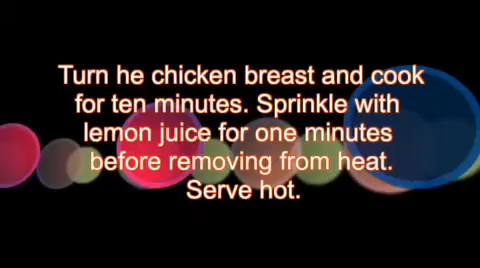 Turn he chicken breast and cook
for ten minutes. Sprinkle with
lemon juice for one minutes
before removing from heat.
Serve hot.